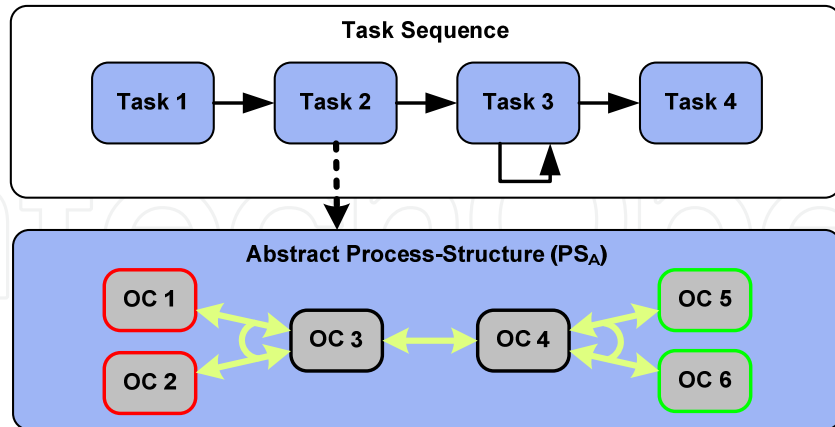 Task Sequence
Task 1
Task 2
Task 3
Task 4
Abstract Process-Structure (PSA)
OC 1
OC 2
OC 3
OC 4
OC 5
OC 6